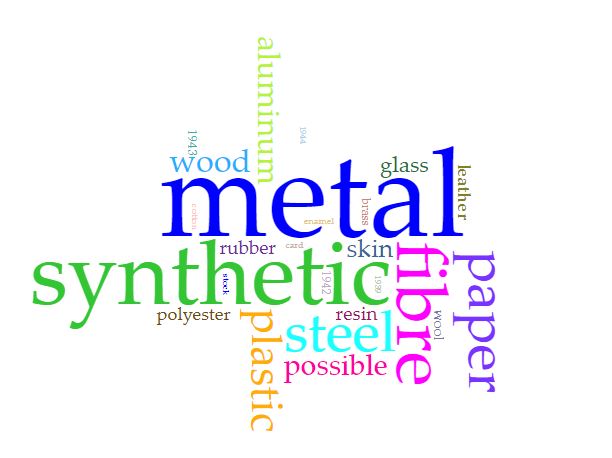 aluminum
1943
1944
wood
glass
metal
leather
cotton
brass
enamel
rubber
card
skin
synthetic
fibre
paper
stock
1942
1939
polyester
plastic
steel
resin
wool
possible